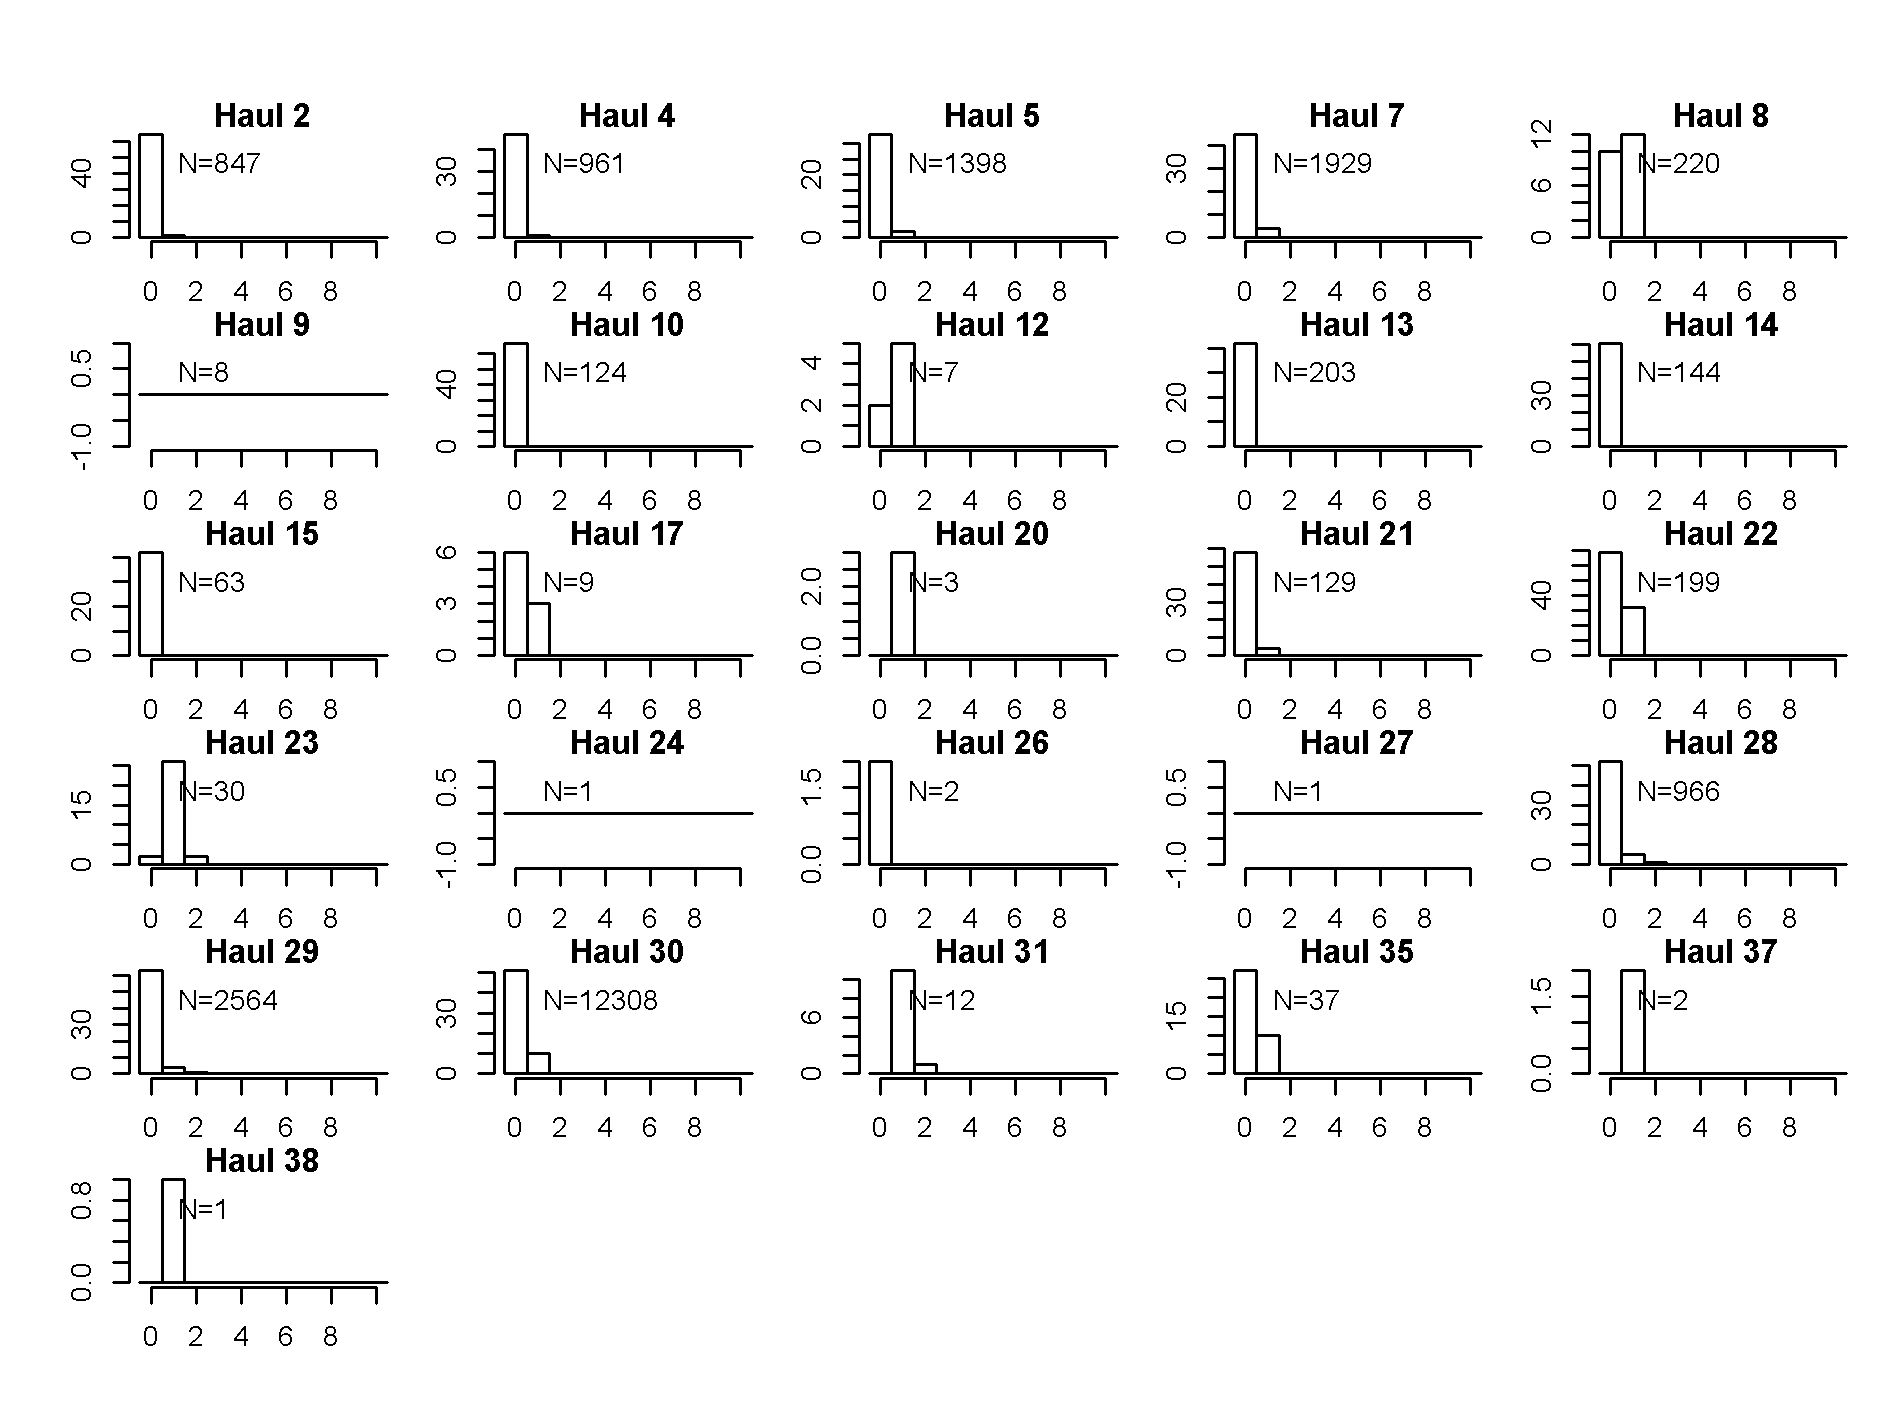 Haul 2 Haul 4 Haul 5 Haul 7 Haul 8
N=847 N=961 N=1398 N=1929 N=220
0 40 0 30 0 20 0 30 0 6 12
0 2 4 6 8 0 2 4 6 8 0 2 4 6 8 0 2 4 6 8 0 2 4 6 8
Haul 9 Haul 10 Haul 12 Haul 13 Haul 14
N=8 N=124 N=7 N=203 N=144
-1.0 0.5 0 40 0 2 4 0 20 0 30
0 2 4 6 8 0 2 4 6 8 0 2 4 6 8 0 2 4 6 8 0 2 4 6 8
Haul 15 Haul 17 Haul 20 Haul 21 Haul 22
N=63 N=9 N=3 N=129 N=199
0 20 0 3 6 0.0 2.0 0 30 0 40
0 2 4 6 8 0 2 4 6 8 0 2 4 6 8 0 2 4 6 8 0 2 4 6 8
Haul 23 Haul 24 Haul 26 Haul 27 Haul 28
N=30 N=1 N=2 N=1 N=966
0 15 -1.0 0.5 0.0 1.5 -1.0 0.5 0 30
0 2 4 6 8 0 2 4 6 8 0 2 4 6 8 0 2 4 6 8 0 2 4 6 8
Haul 29 Haul 30 Haul 31 Haul 35 Haul 37
N=2564 N=12308 N=12 N=37 N=2
0 30 0 30 0 6 0 15 0.0 1.5
0 2 4 6 8 0 2 4 6 8 0 2 4 6 8 0 2 4 6 8 0 2 4 6 8
Haul 38
N=1
0.0 0.8
0 2 4 6 8